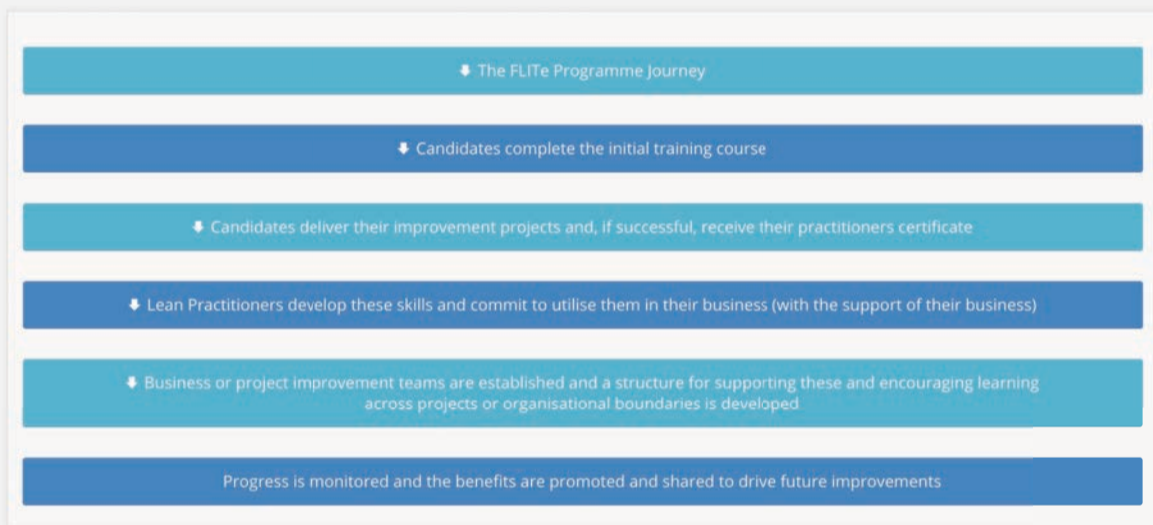 The FLITe Programme Journey
Candidates complete the initial training course
Candidates deliver their improvement projects and, if successful, receive their practitioners certificate
Lean Practitioners develop these skills and commit to utilise them in their business (with the support of their business)
Business or project improvement teams are established and a structure for supporting these and encouraging learning
across projects or organisational boundaries is developed
Progress is monitored and the benefits are promoted and shared to drive future improvements